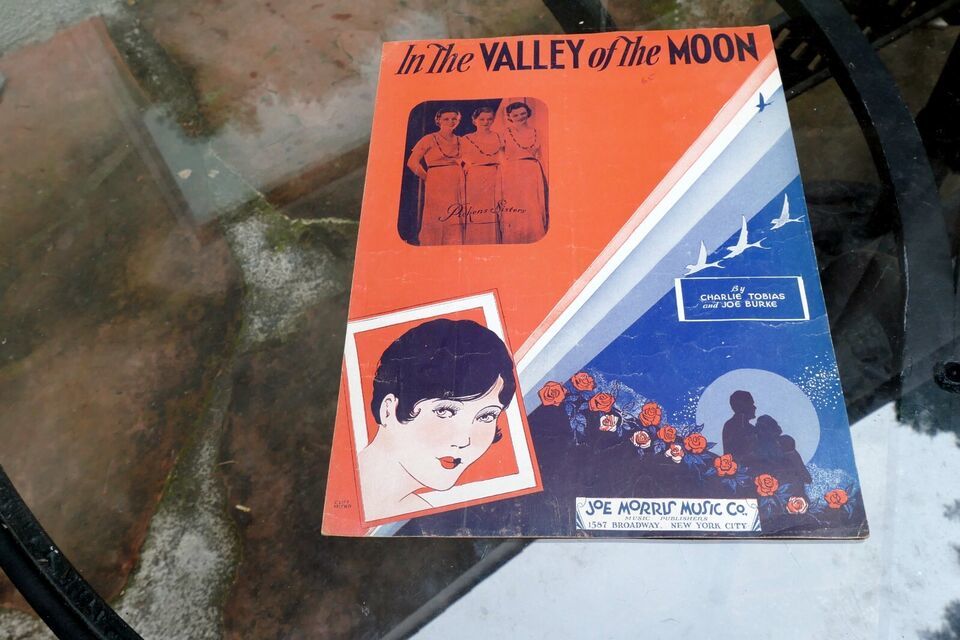 In The VALLEY of The MOON
65
Pickens Sisters
By
CHARLIE TOBIAS
and JOE BURKE
JOE MORRIS MUSIC CO.
MUSIC PUBLISHERS
1587 BROADWAY, NEW YORK CITY